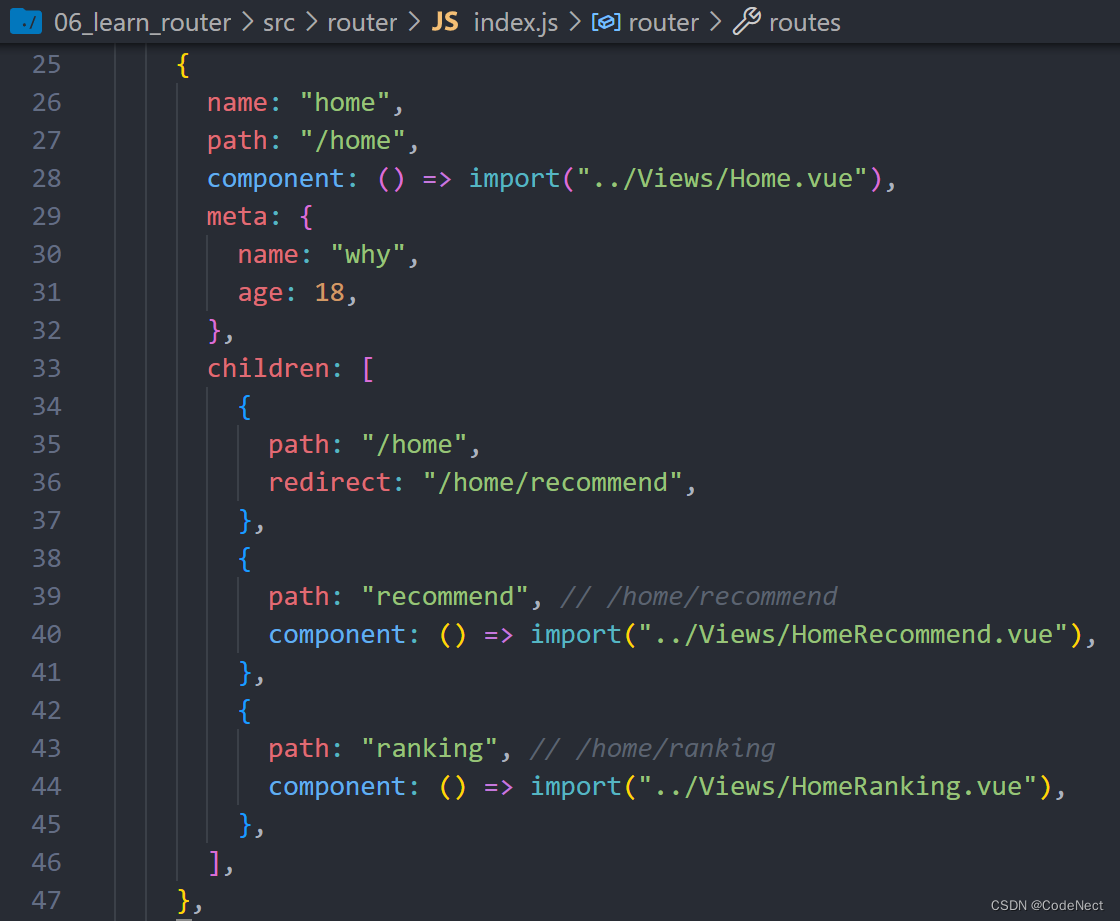 06_learn_router > src > router > JS index.js > router > routes
25 {
26 name: "home",
27 path: "/home",
28 component: () => import("../Views/Home.vue"),
29 meta: {
30 name: "why",
31 age: 18,
32 },
33 children: [
34 {
35 path: "/home",
36 redirect: "/home/recommend",
37 },
38 {
39 path: "recommend", // /home/recommend
40 component: () => import("../Views/HomeRecommend.vue"),
41 },
42 {
43 path: "ranking", // /home/ranking
44 component: () => import("../Views/HomeRanking.vue"),
45 },
46 ],
47 },
CSDN @CodeNect